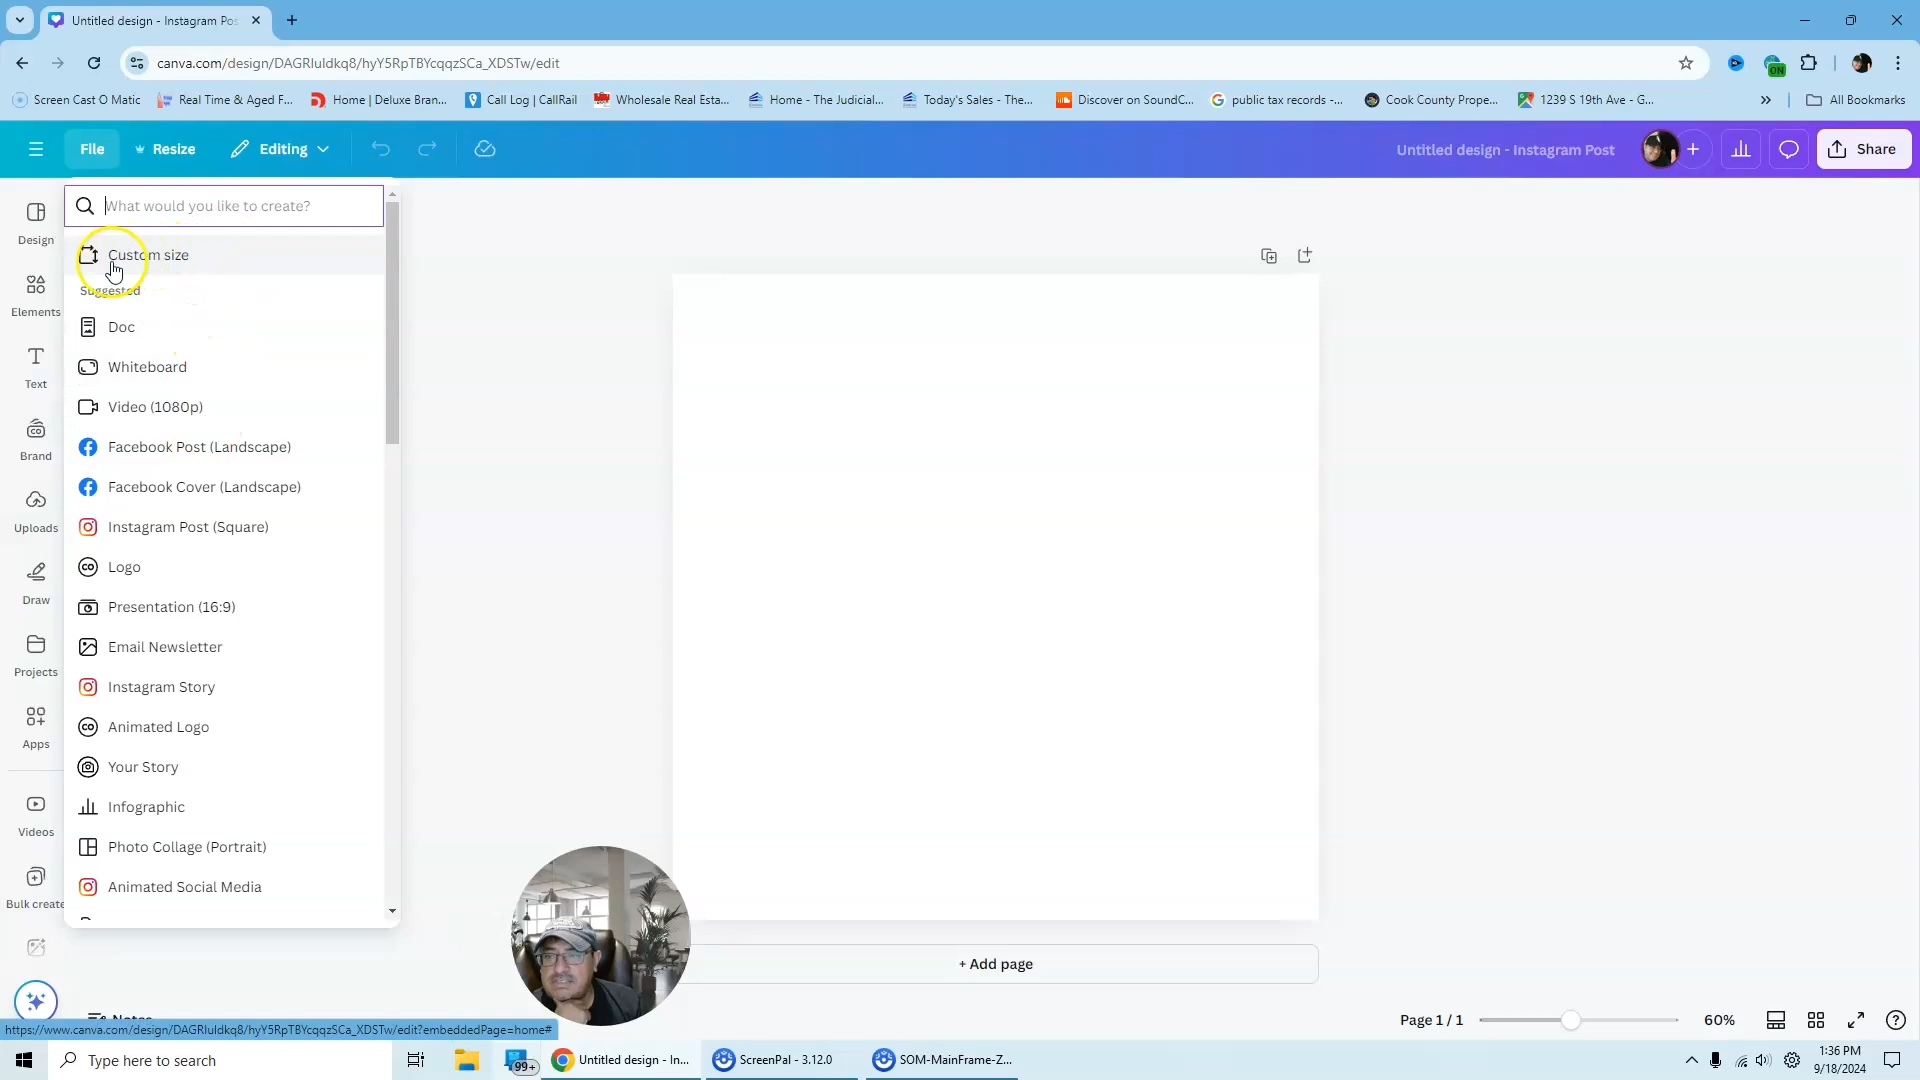 Untitled design - Instagram Pos
canva.com/design/DAGRIuIdkq8/hyY5RpTBYcqqzSCa_XDSTw/edit
ON
Screen Cast O Matic
Real Time & Aged F...
Home | Deluxe Bran...
Call Log | CallRail
Wholesale Real Esta...
Home - The Judicial...
Today's Sales - The...
Discover on SoundC...
public tax records -...
Cook County Prope...
1239 S 19th Ave - G...
All Bookmarks
File
Resize
Editing
Untitled design - Instagram Post
Share
What would you like to create?
Custom size
Suggested
Doc
Whiteboard
Video (1080p)
Facebook Post (Landscape)
Facebook Cover (Landscape)
Instagram Post (Square)
Logo
Presentation (16:9)
Email Newsletter
Instagram Story
Animated Logo
Your Story
Infographic
Photo Collage (Portrait)
Animated Social Media
Design
Elements
Text
Brand
Uploads
Draw
Projects
Apps
Videos
Bulk create
+ Add page
Notes
https://www.canva.com/design/DAGRIuIdkq8/hyY5RpTBYcqqzSCa_XDSTw/edit?embeddedPage=home#
Page 1 / 1
60%
Type here to search
99+
Untitled design - In...
ScreenPal - 3.12.0
SOM-MainFrame-Z...
1:36 PM
9/18/2024